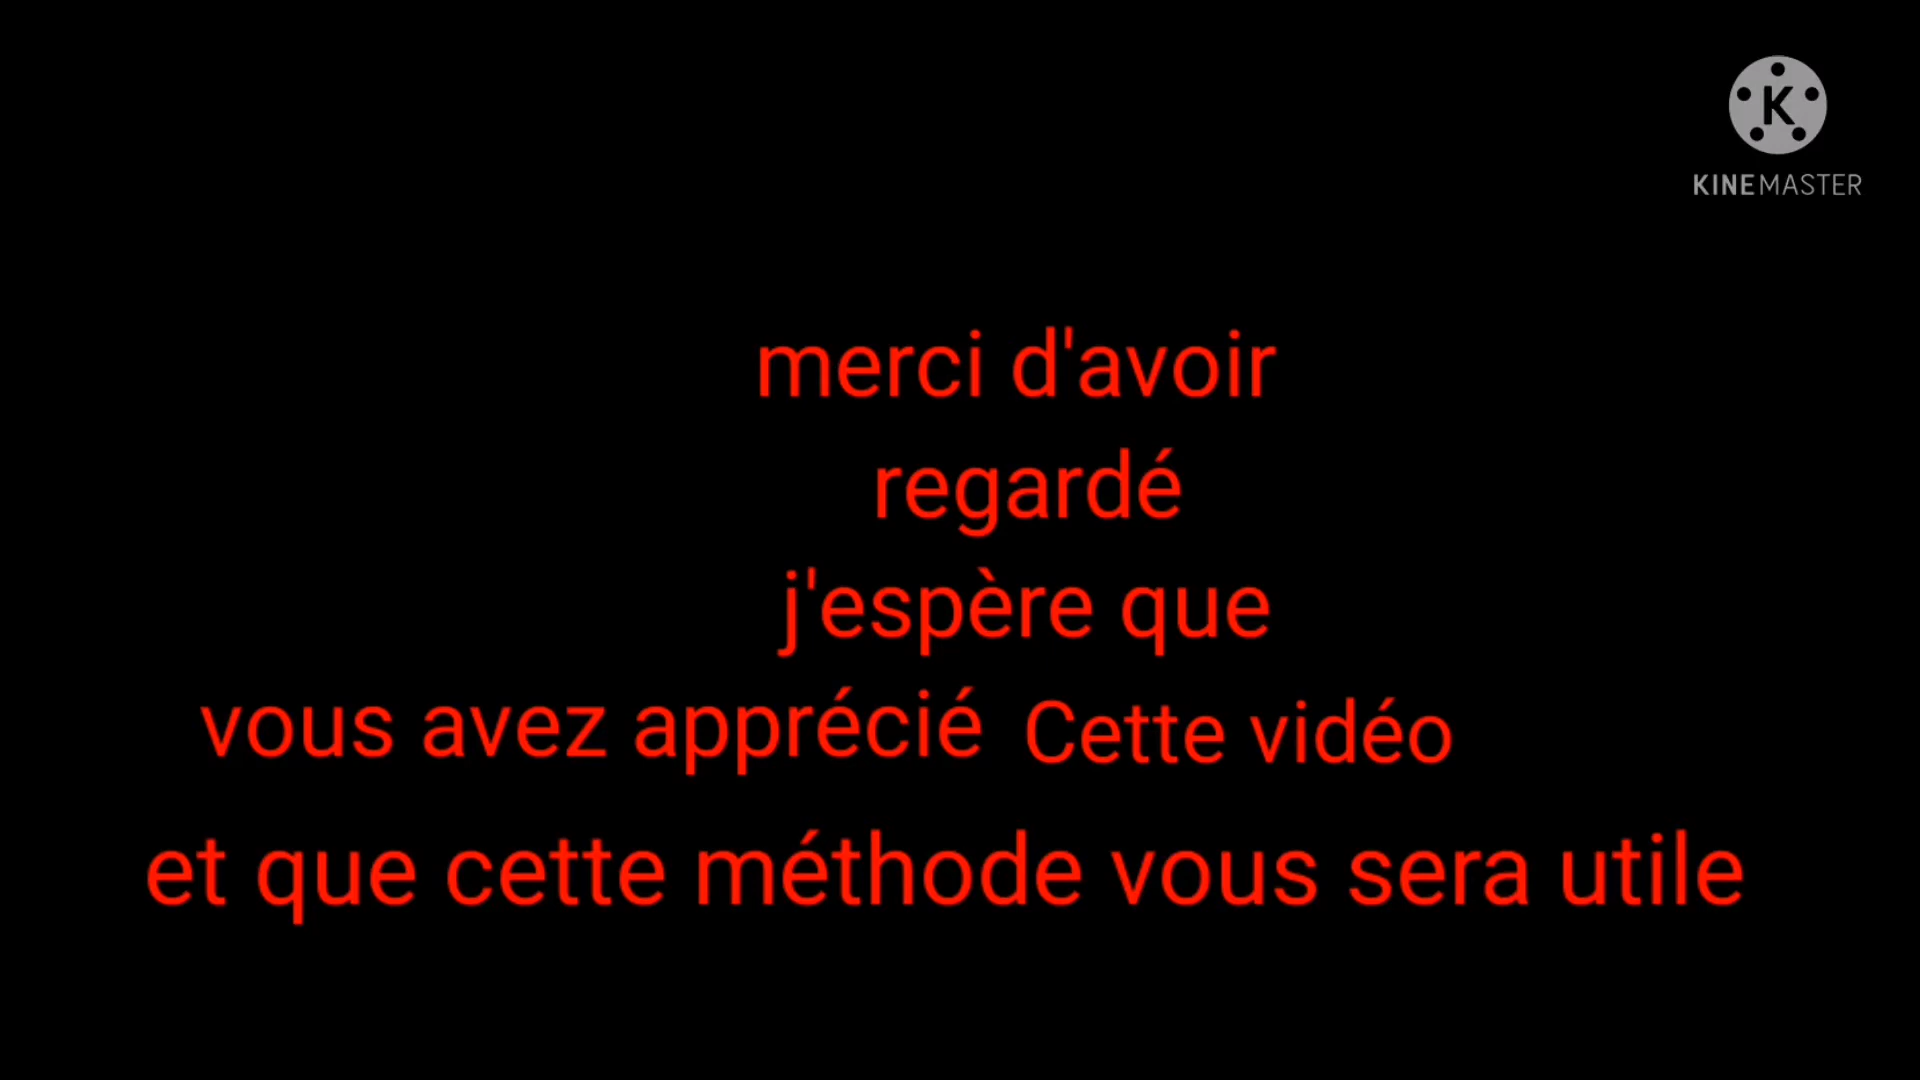 KINEMASTER
merci d'avoir
regardé
j'espère que
vous avez apprécié Cette vidéo
et que cette méthode vous sera utile